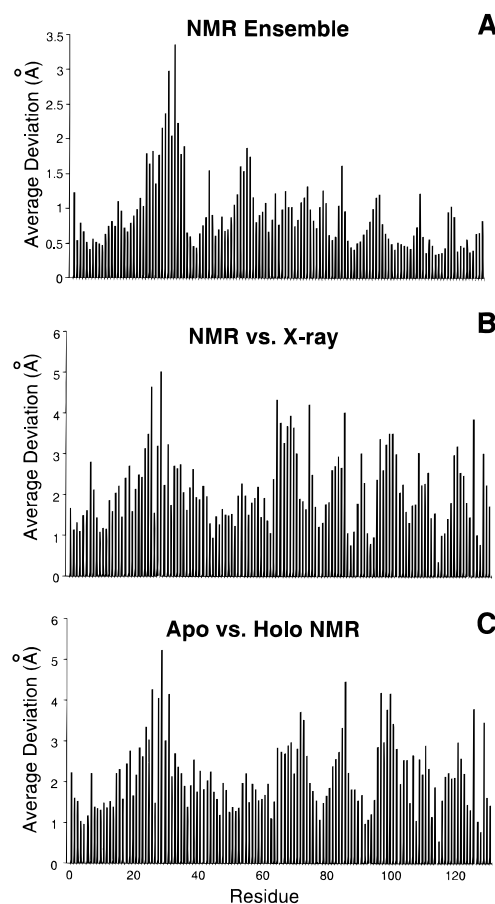 A
NMR Ensemble
Average Deviation (Å)
3.5
3
2.5
2
1.5
1
0.5
0
B
NMR vs. X-ray
Average Deviation (Å)
6
5
4
3
2
1
0
C
Apo vs. Holo NMR
Average Deviation (Å)
6
5
4
3
2
1
0
0 20 40 60 80 100 120
Residue